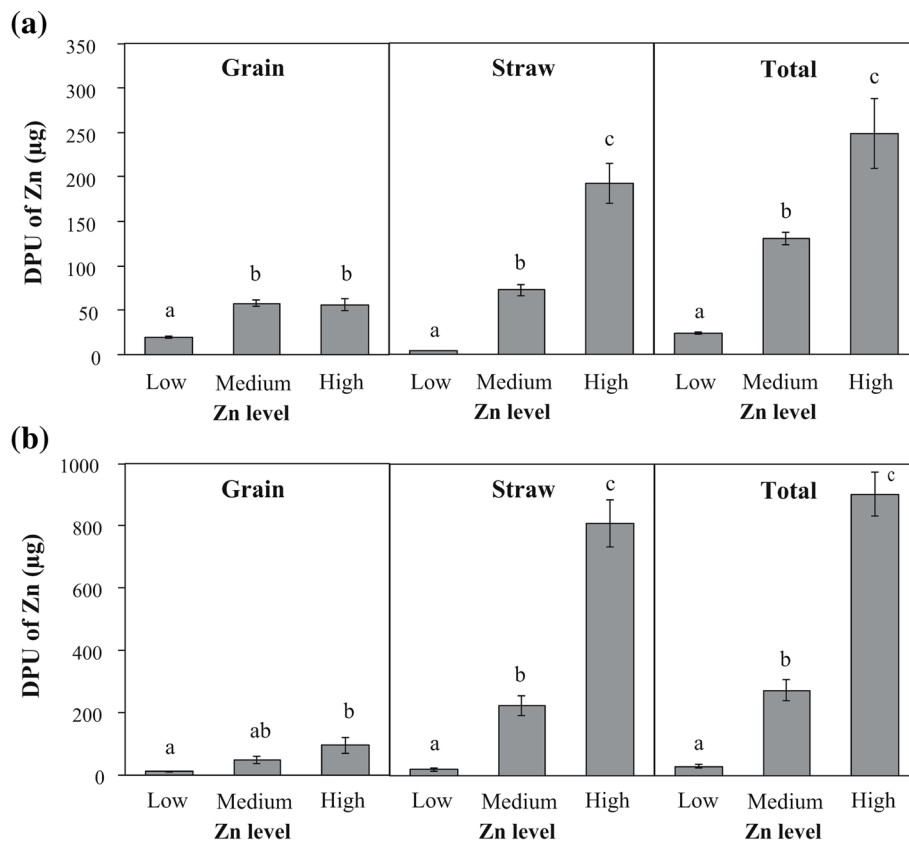 (a)
350
300
250
200
150
100
50
0
DPU of Zn (µg)
Grain
a
b
b
Low Medium High
Zn level
Straw
a
b
c
Low Medium High
Zn level
Total
a
b
c
Low Medium High
Zn level
(b)
1000
800
600
400
200
0
DPU of Zn (µg)
Grain
a
ab
b
Low Medium High
Zn level
Straw
a
b
c
Low Medium High
Zn level
Total
a
b
c
Low Medium High
Zn level